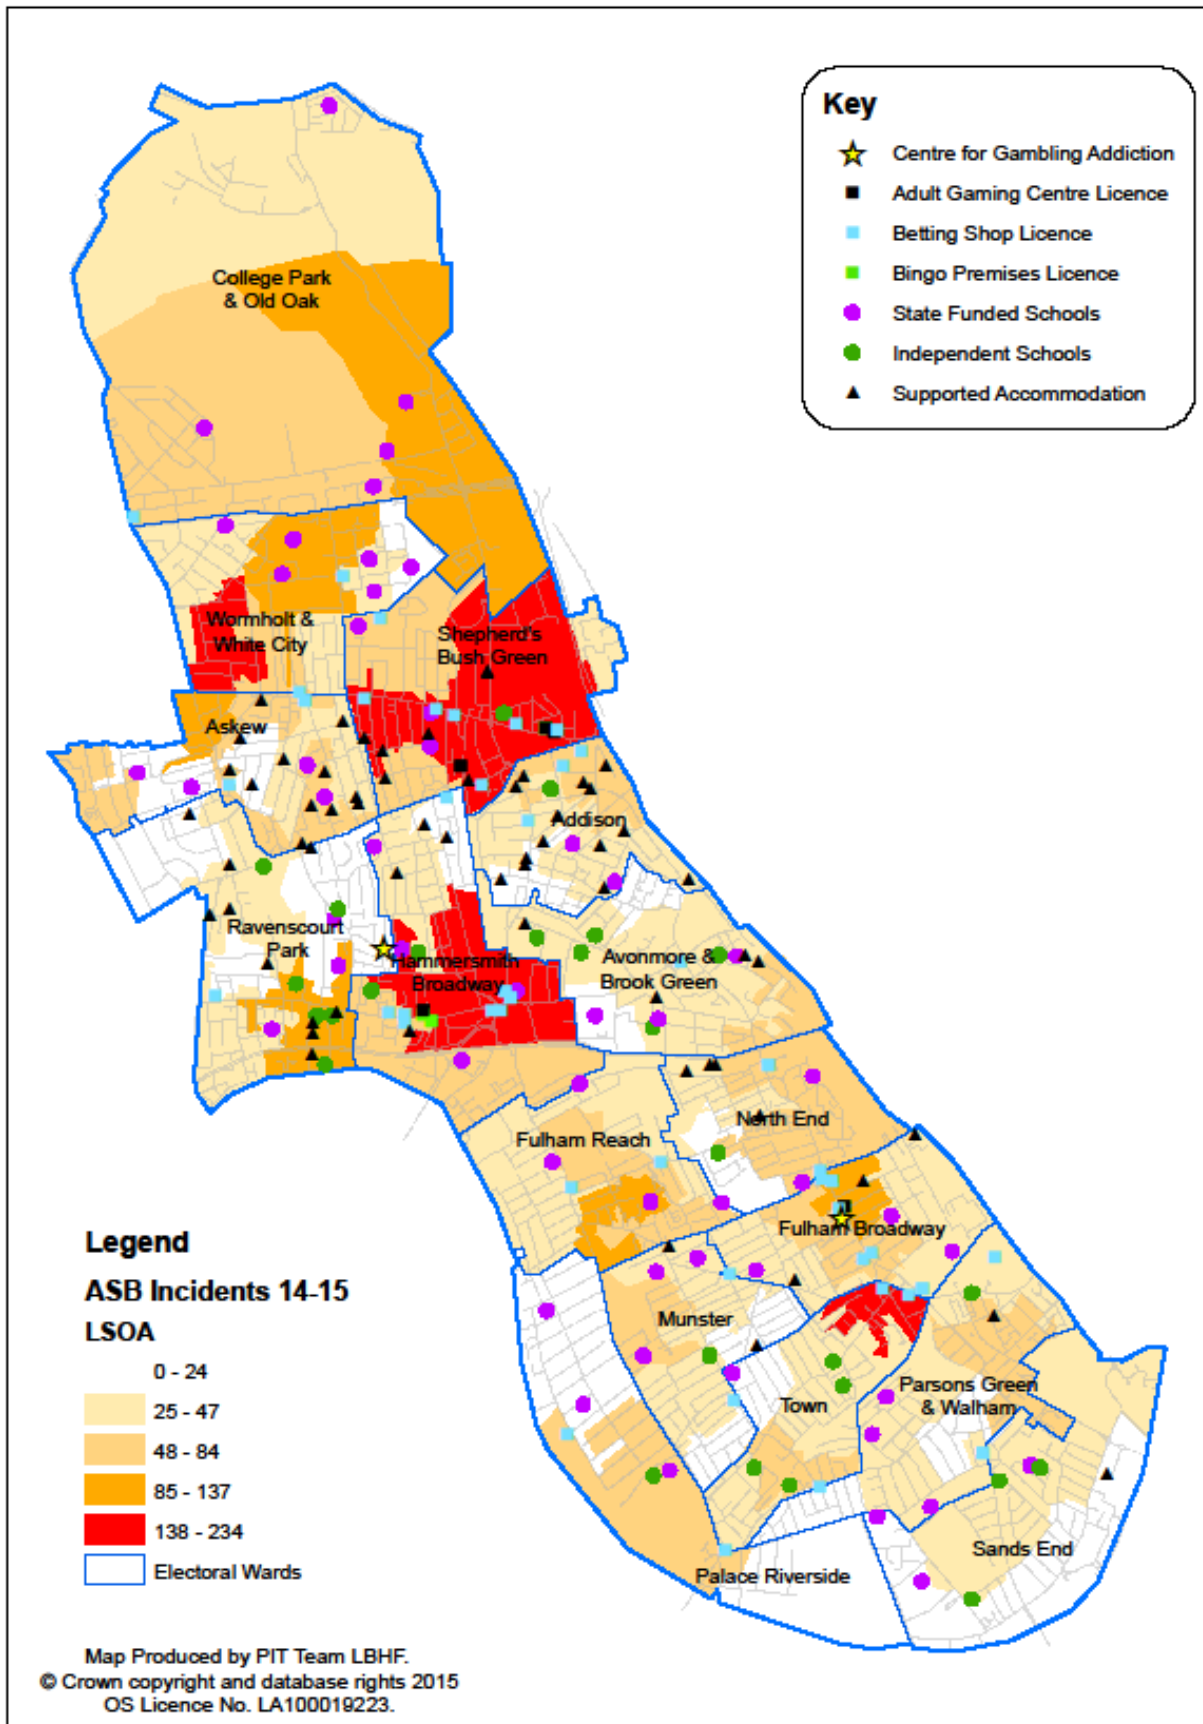 Key
Centre for Gambling Addiction
Adult Gaming Centre Licence
Betting Shop Licence
Bingo Premises Licence
State Funded Schools
Independent Schools
Supported Accommodation
College Park
& Old Oak
Wormholt &
White City
Shepherd's
Bush Green
Askew
Addison
Ravenscourt
Park
Hammersmith
Broadway
Avonmore &
Brook Green
North End
Fulham Reach
Fulham Broadway
Munster
Town
Parsons Green
& Walham
Sands End
Palace Riverside
Legend
ASB Incidents 14-15
LSOA
0 - 24
25 - 47
48 - 84
85 - 137
138 - 234
Electoral Wards
Map Produced by PIT Team LBHF.
© Crown copyright and database rights 2015
OS Licence No. LA100019223.